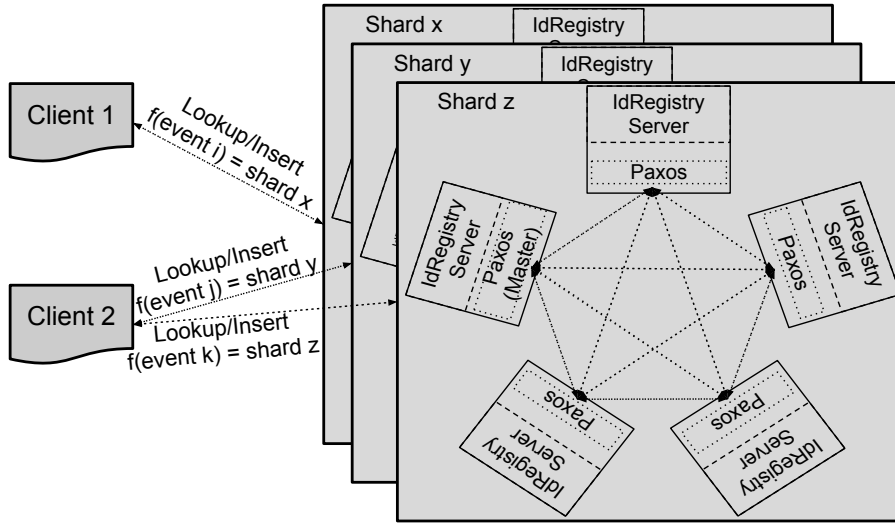 Shard x
IdRegistry
Shard y
IdRegistry
Shard z
IdRegistry
Server
Paxos
Client 1
Lookup/Insert
f(event i) = shard x
Client 2
Lookup/Insert
f(event j) = shard y
Lookup/Insert
f(event k) = shard z
IdRegistry
Server
Paxos
(Master)
IdRegistry
Server
Paxos
Paxos
IdRegistry
Server
Paxos
IdRegistry
Server